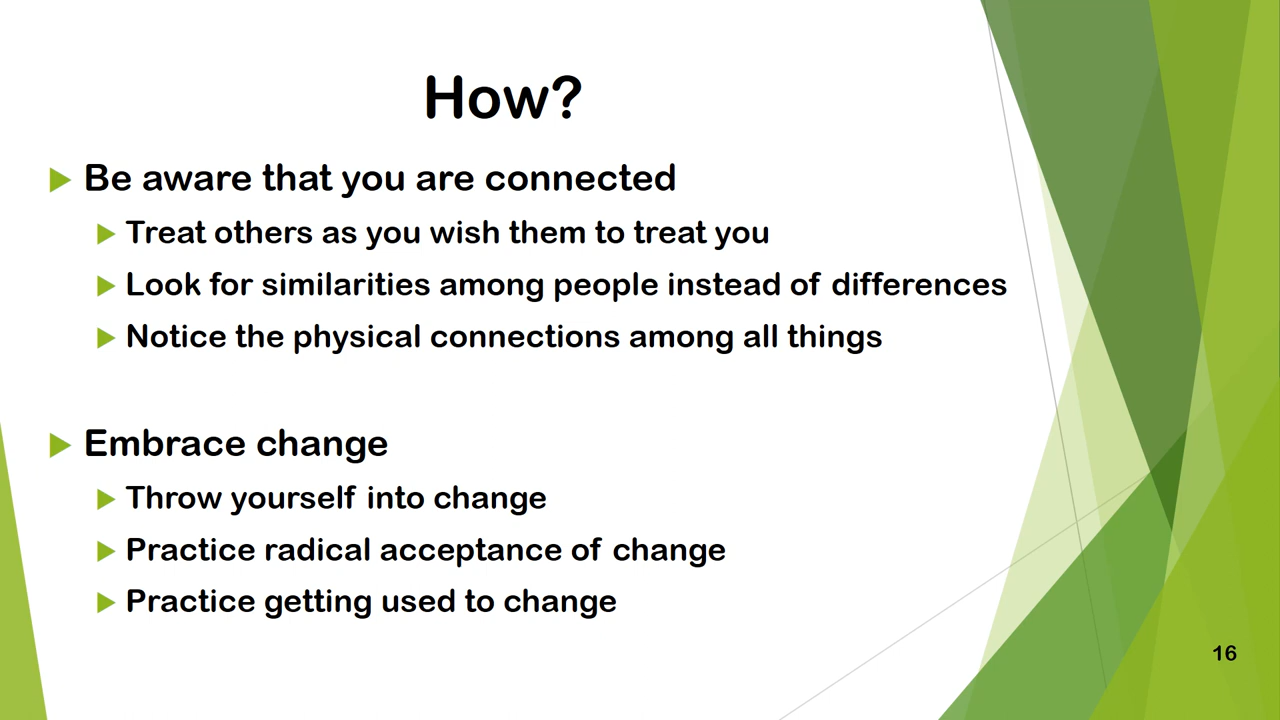 How?
Be aware that you are connected
Treat others as you wish them to treat you
Look for similarities among people instead of differences
Notice the physical connections among all things
Embrace change
Throw yourself into change
Practice radical acceptance of change
Practice getting used to change
16